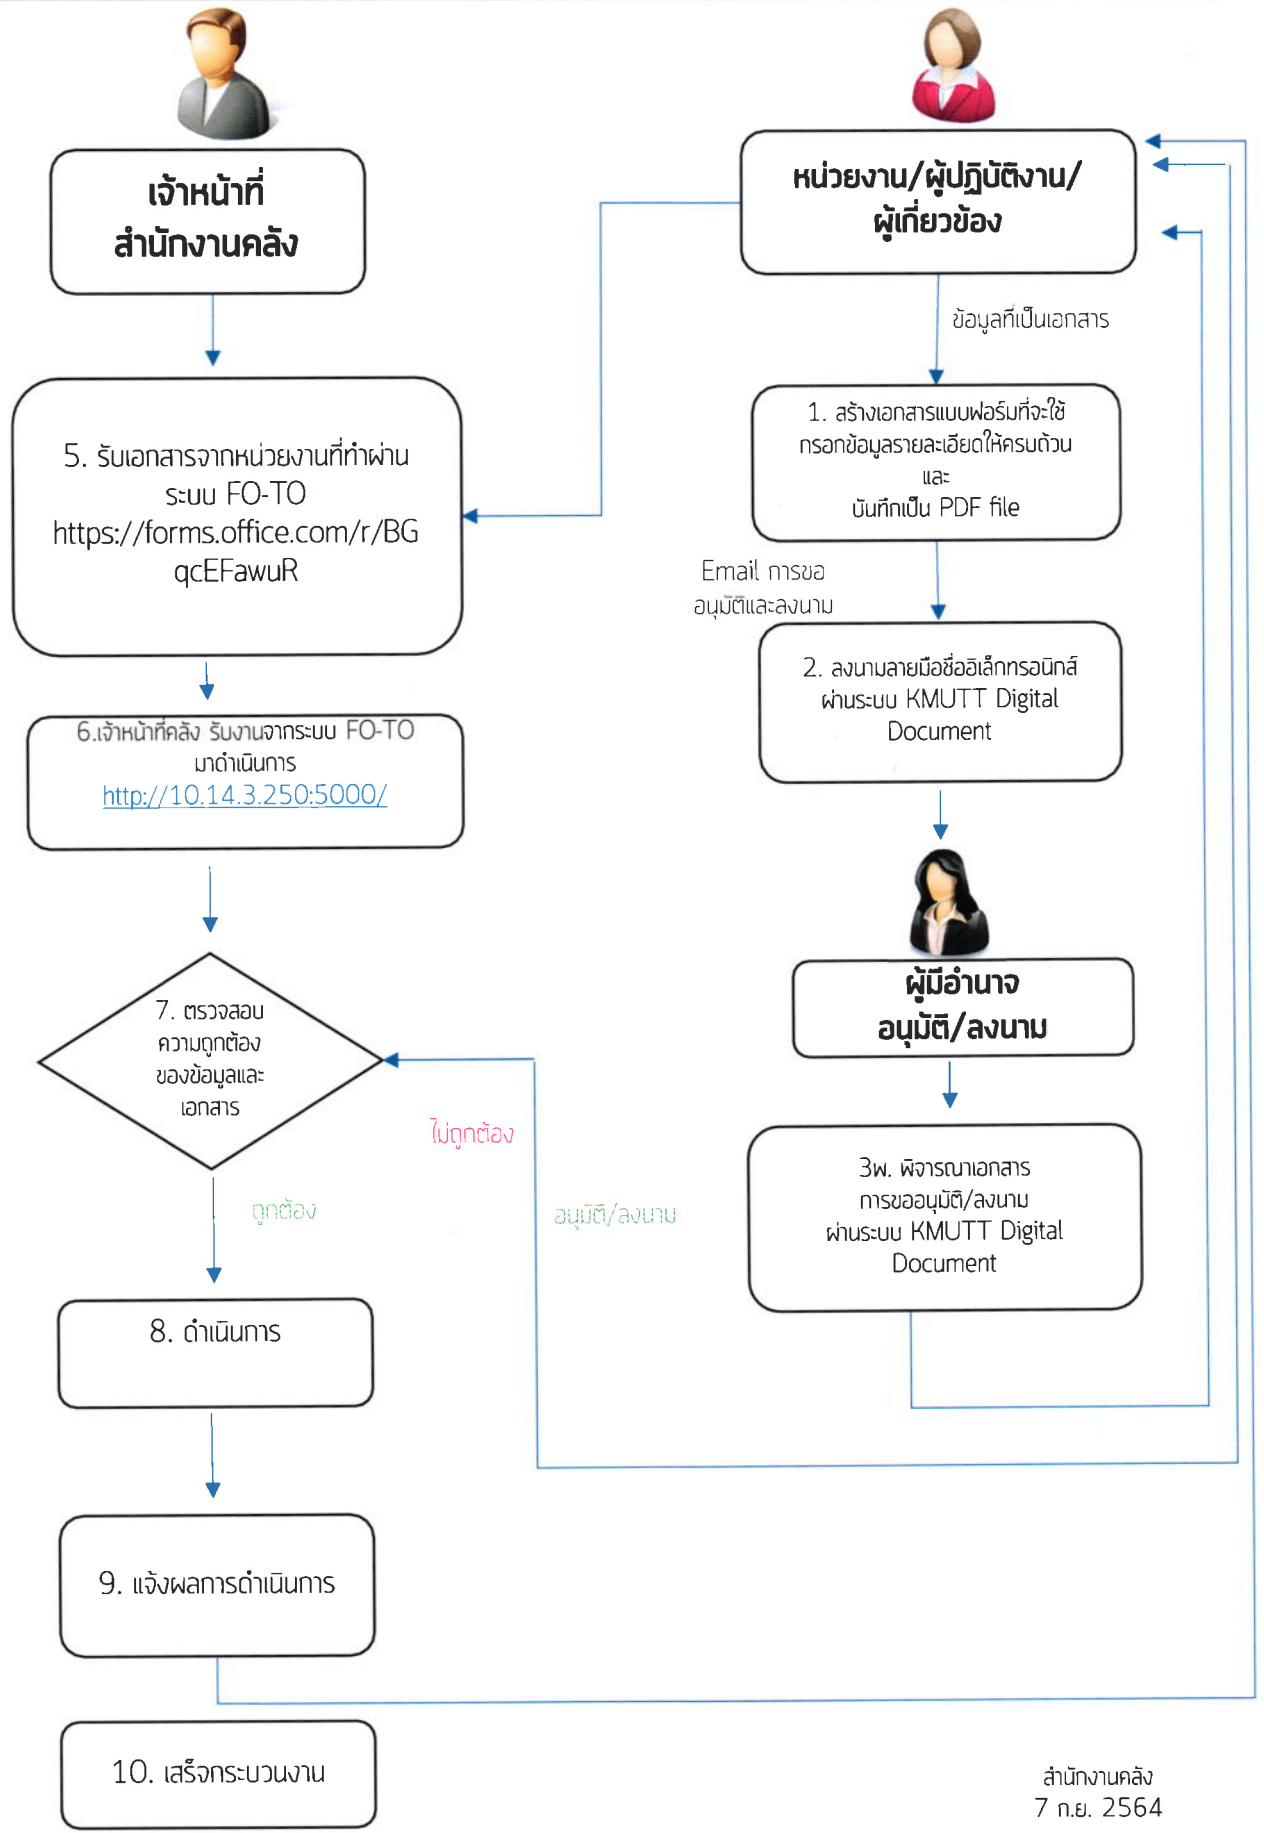 เจ้าหน้าที่
สำนักงานคลัง
หน่วยงาน/ผู้ปฏิบัติงาน/
ผู้เกี่ยวข้อง
ข้อมูลที่เป็นเอกสาร
1. สร้างเอกสารแบบฟอร์มที่จะใช้
กรอกข้อมูลรายละเอียดให้ครบถ้วน
และ
บันทึกเป็น PDF file
Email การขอ
อนุมัติและลงนาม
2. ลงนามลายมือชื่ออิเล็กทรอนิกส์
ผ่านระบบ KMUTT Digital
Document
ผู้มีอำนาจ
อนุมัติ/ลงนาม
3พ. พิจารณาเอกสาร
การขออนุมัติ/ลงนาม
ผ่านระบบ KMUTT Digital
Document
อนุมัติ/ลงนาม
5. รับเอกสารจากหน่วยงานที่ทำผ่าน
ระบบ FO-TO
https://forms.office.com/r/BG
qcEFawuR
6.เจ้าหน้าที่คลัง รับงานจากระบบ FO-TO
มาดำเนินการ
http://10.14.3.250:5000/
7. ตรวจสอบ
ความถูกต้อง
ของข้อมูลและ
เอกสาร
ไม่ถูกต้อง
ถูกต้อง
8. ดำเนินการ
9. แจ้งผลการดำเนินการ
10. เสร็จกระบวนงาน
สำนักงานคลัง
7 ก.ย. 2564